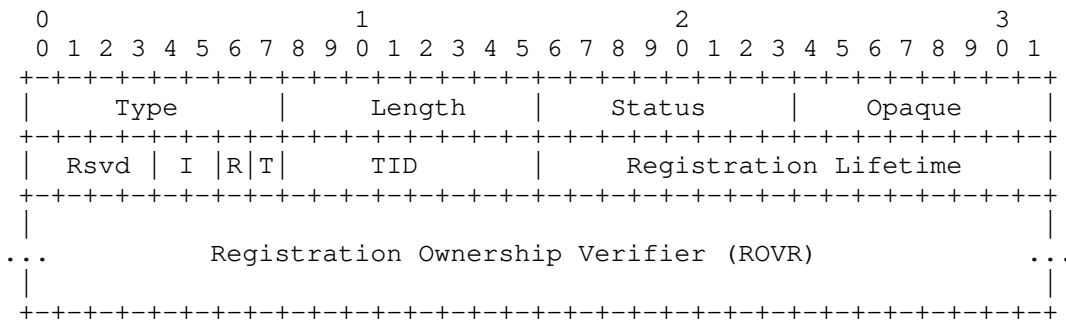 0                   1                   2                   3
 0 1 2 3 4 5 6 7 8 9 0 1 2 3 4 5 6 7 8 9 0 1 2 3 4 5 6 7 8 9 0 1
+-+-+-+-+-+-+-+-+-+-+-+-+-+-+-+-+-+-+-+-+-+-+-+-+-+-+-+-+-+-+-+-+
|     Type      |     Length    |    Status     |    Opaque     |
+-+-+-+-+-+-+-+-+-+-+-+-+-+-+-+-+-+-+-+-+-+-+-+-+-+-+-+-+-+-+-+-+
|  Rsvd | I |R|T|     TID       |     Registration Lifetime     |
+-+-+-+-+-+-+-+-+-+-+-+-+-+-+-+-+-+-+-+-+-+-+-+-+-+-+-+-+-+-+-+-+
|                                                               |
...          Registration Ownership Verifier (ROVR)             ...
|                                                               |
+-+-+-+-+-+-+-+-+-+-+-+-+-+-+-+-+-+-+-+-+-+-+-+-+-+-+-+-+-+-+-+-+